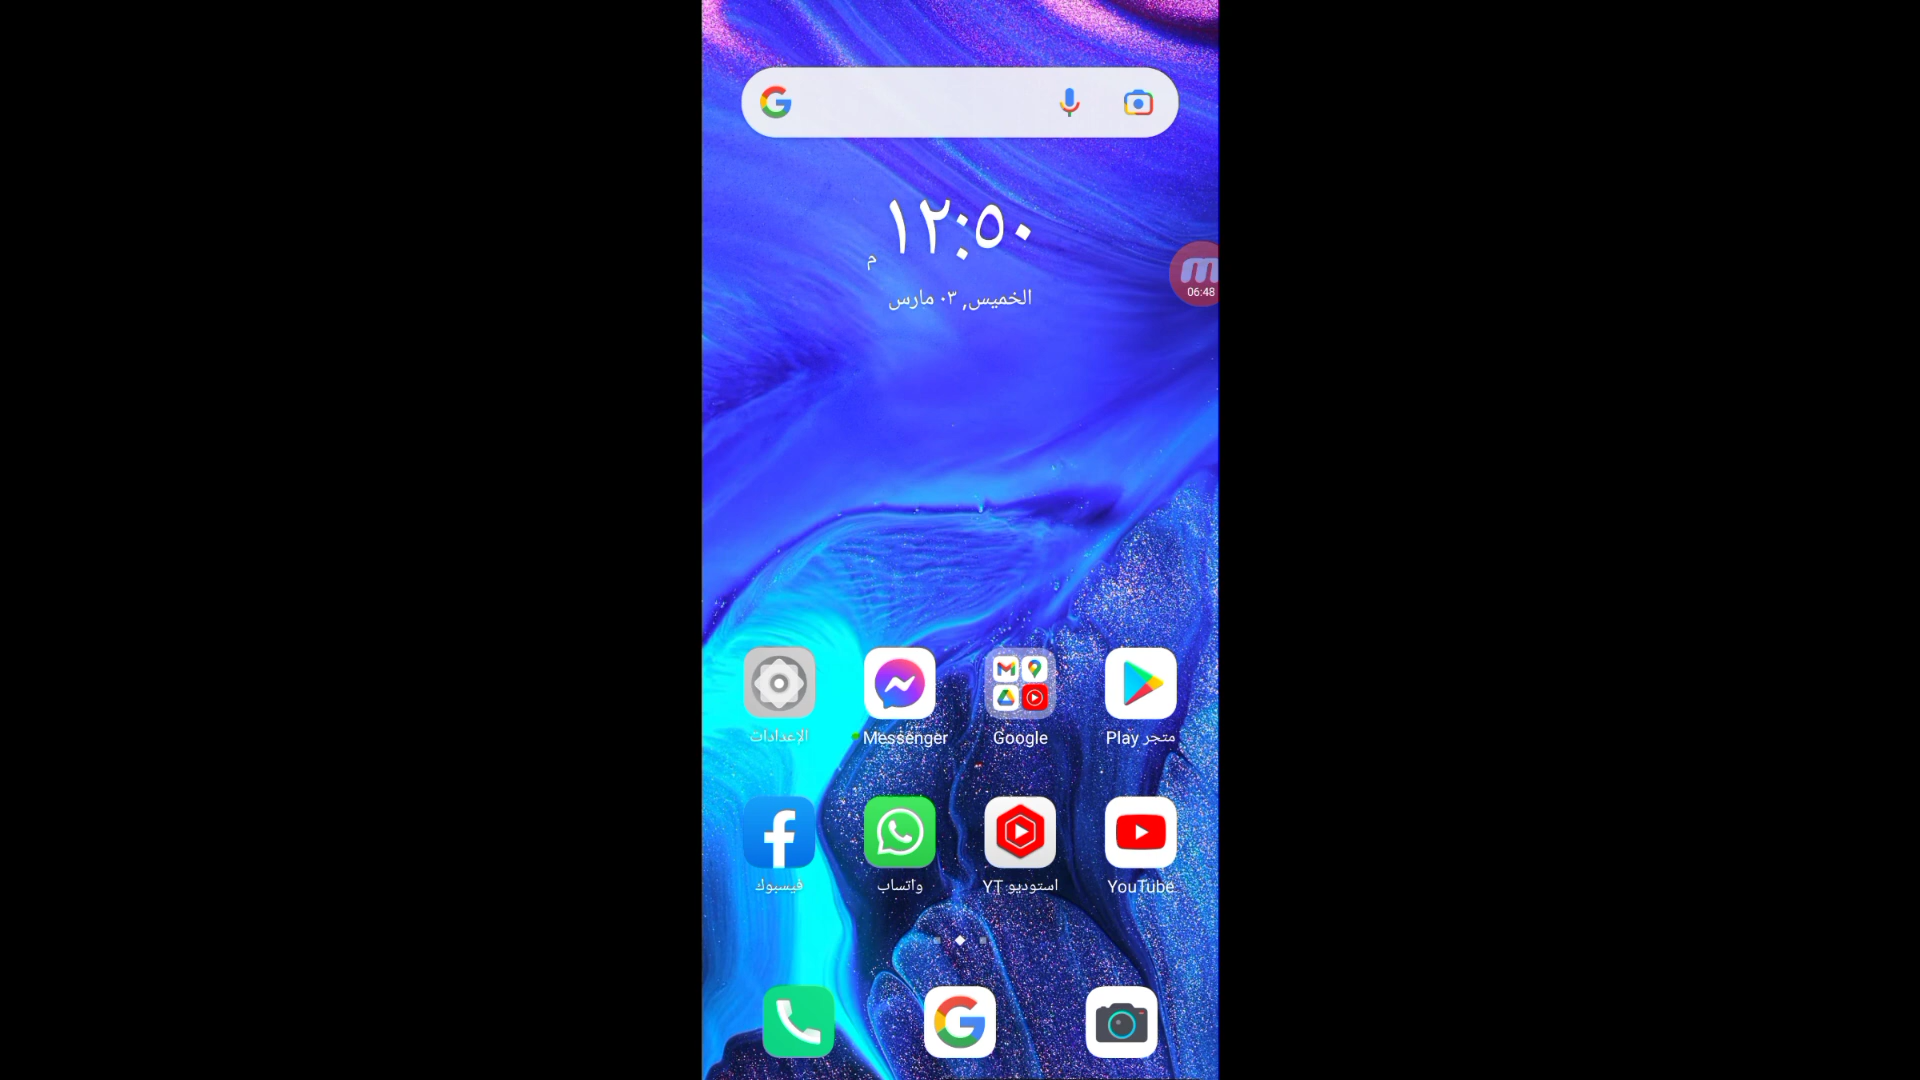 ١٢:٥٠ م
الخميس, ٠٣ مارس
06:48
الإعدادات
Messenger
Google
متجر Play
فيسبوك
واتساب
استوديو YT
YouTube